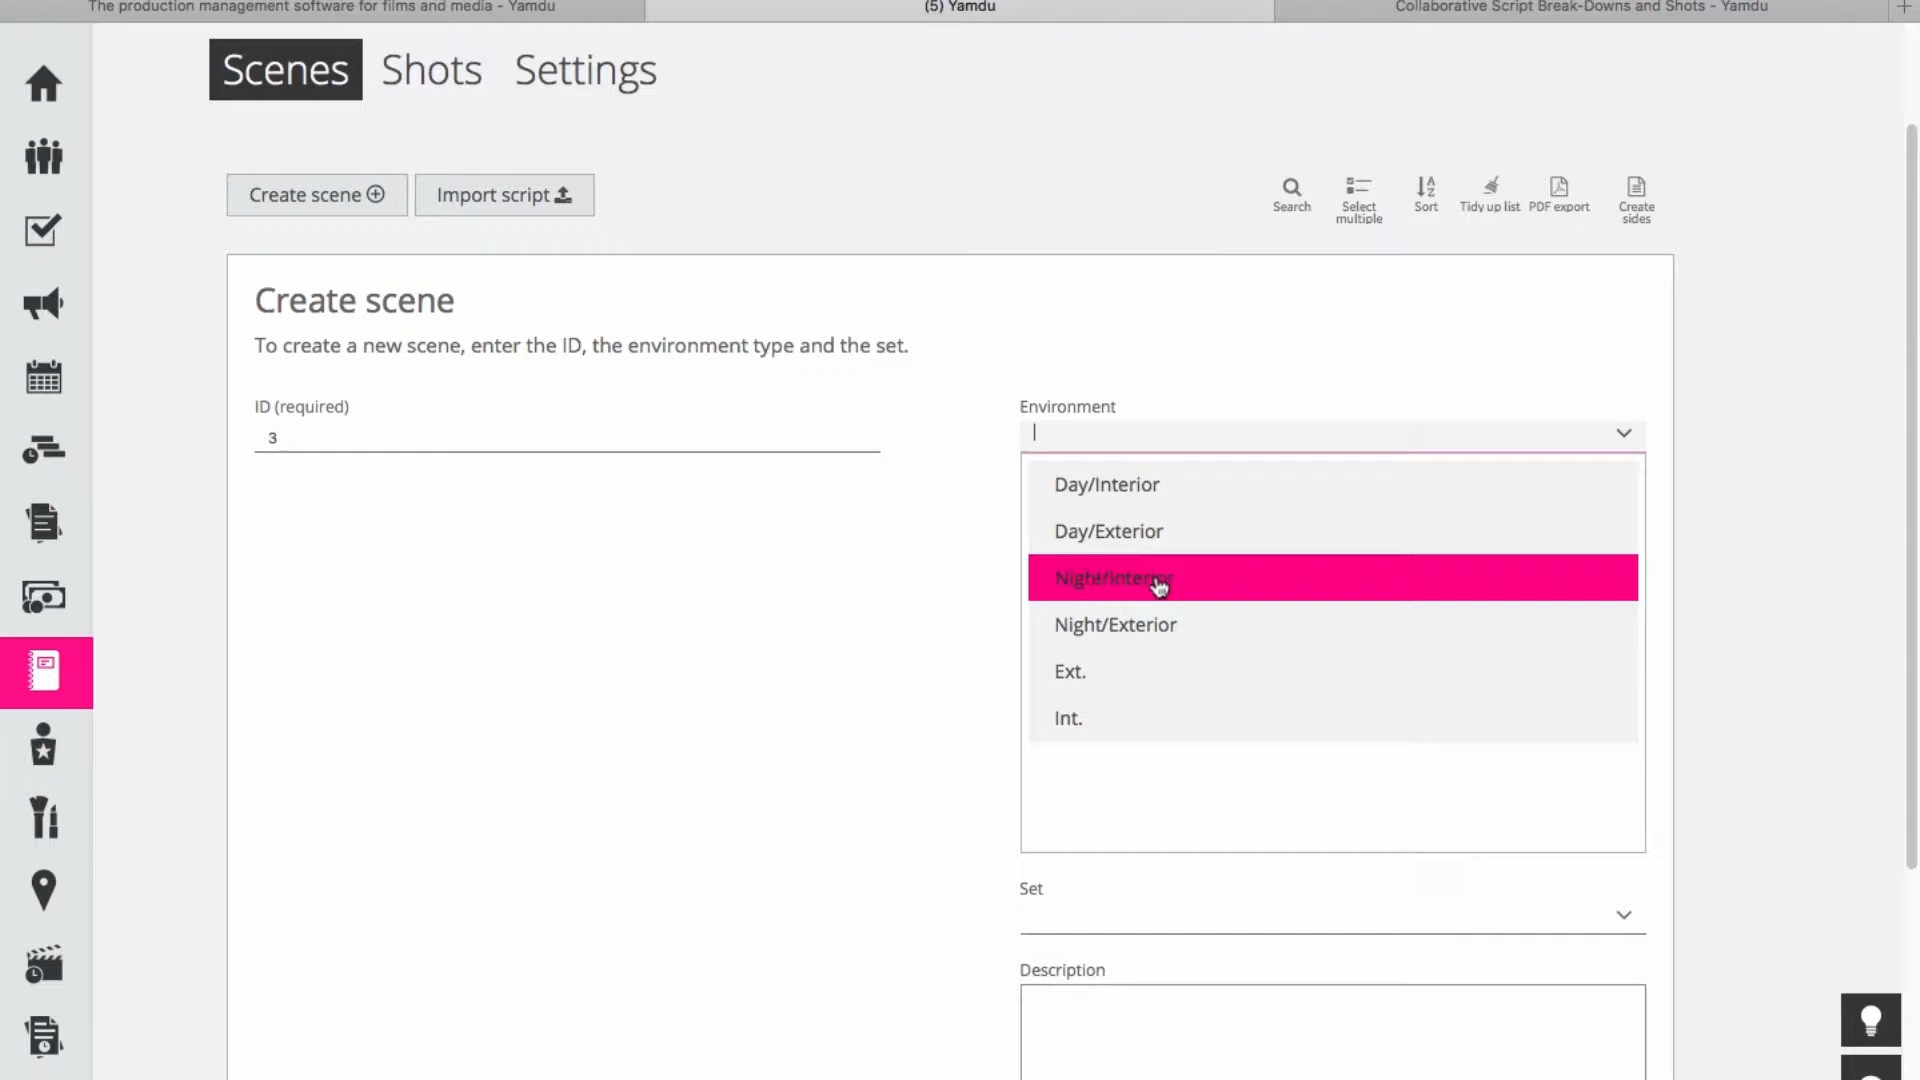 The production management software for films and media - Yamdu
(5) Yamdu
Collaborative Script Break-Downs and Shots - Yamdu
Scenes Shots Settings
Create scene
Import script
Search
Select multiple
Sort
Tidy up list
PDF export
Create sides
Create scene
To create a new scene, enter the ID, the environment type and the set.
ID (required)
3
Environment
Day/Interior
Day/Exterior
Night/Interior
Night/Exterior
Ext.
Int.
Set
Description